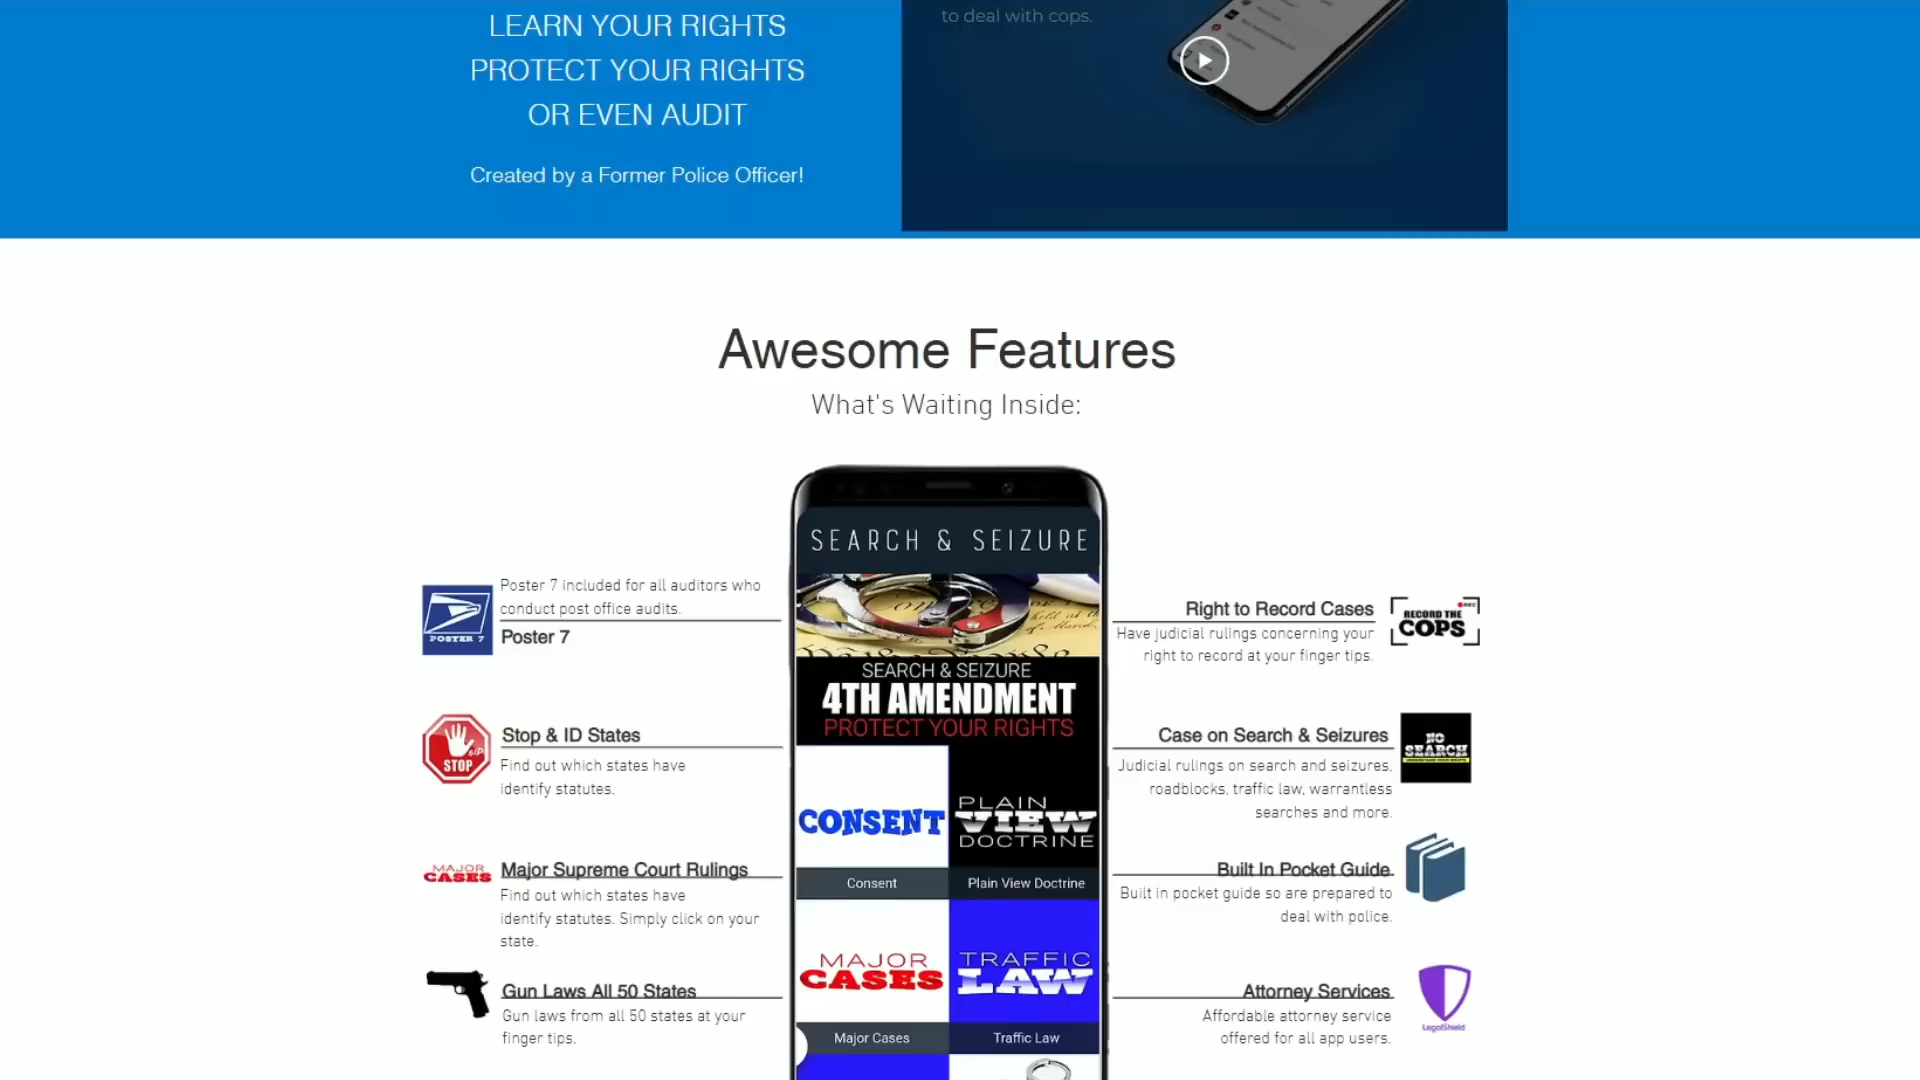 LEARN YOUR RIGHTS
PROTECT YOUR RIGHTS
OR EVEN AUDIT
Created by a Former Police Officer!
to deal with cops.
Awesome Features
What's Waiting Inside:
Poster 7 included for all auditors who
conduct post office audits.
Poster 7
POSTER 7
Stop & ID States
Find out which states have
identify statutes.
STOP
Major Supreme Court Rulings
Find out which states have
identify statutes. Simply click on your
state.
MAJOR
CASES
Gun Laws All 50 States
Gun laws from all 50 states at your
finger tips.
SEARCH & SEIZURE
SEARCH & SEIZURE
4TH AMENDMENT
PROTECT YOUR RIGHTS
CONSENT
Consent
PLAIN
VIEW
DOCTRINE
Plain View Doctrine
MAJOR
CASES
Major Cases
TRAFFIC
LAW
Traffic Law
Right to Record Cases
Have judicial rulings concerning your
right to record at your finger tips.
REC
RECORD THE
COPS
Case on Search & Seizures
Judicial rulings on search and seizures,
roadblocks, traffic law, warrantless
searches and more.
NO
SEARCH
Built In Pocket Guide
Built in pocket guide so are prepared to
deal with police.
Attorney Services
Affordable attorney service
offered for all app users.
LegalShield